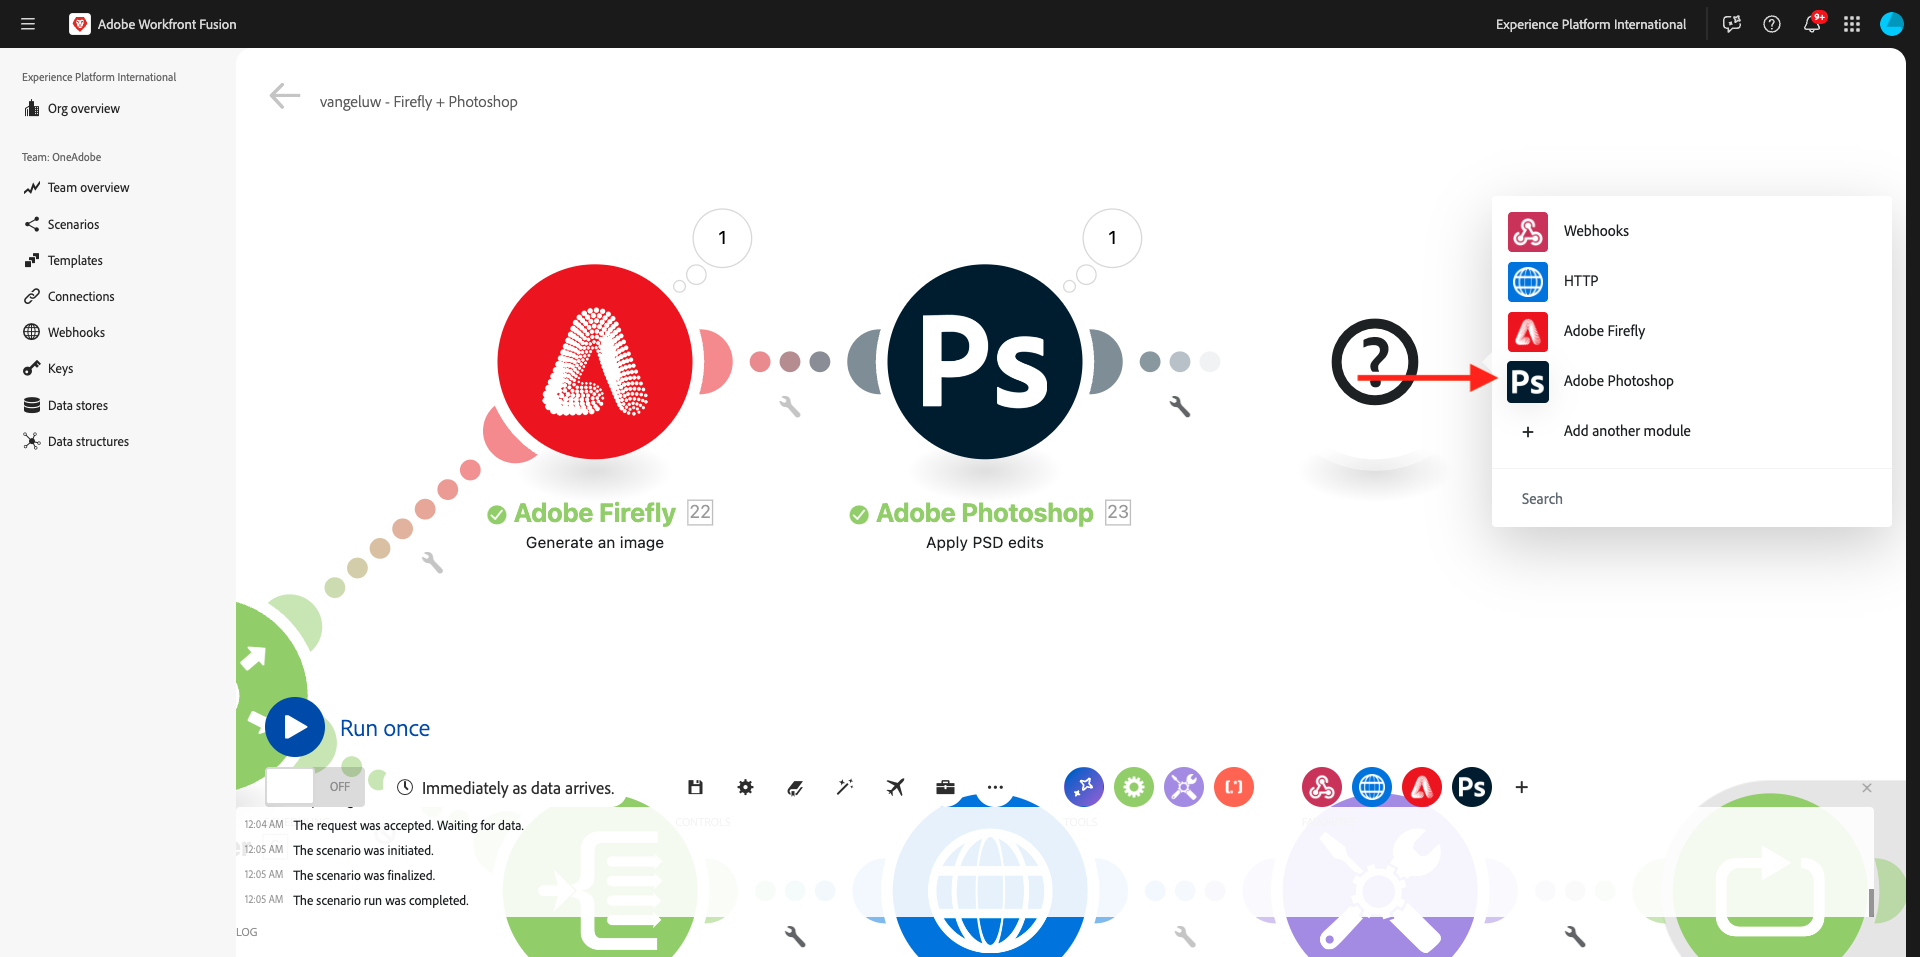 Adobe Workfront Fusion
Experience Platform International
9+
Experience Platform International
Org overview
Team: OneAdobe
Team overview
Scenarios
Templates
Connections
Webhooks
Keys
Data stores
Data structures
vangeluw - Firefly + Photoshop
1
1
Ps
?
Webhooks
HTTP
Adobe Firefly
Ps
Adobe Photoshop
Add another module
Search
Adobe Firefly 22
Generate an image
Adobe Photoshop 23
Apply PSD edits
Run once
OFF
Immediately as data arrives.
Ps
CONTROLS
TOOLS
12:04 AM The request was accepted. Waiting for data.
12:05 AM The scenario was initiated.
12:05 AM The scenario was finalized.
12:05 AM The scenario run was completed.
LOG